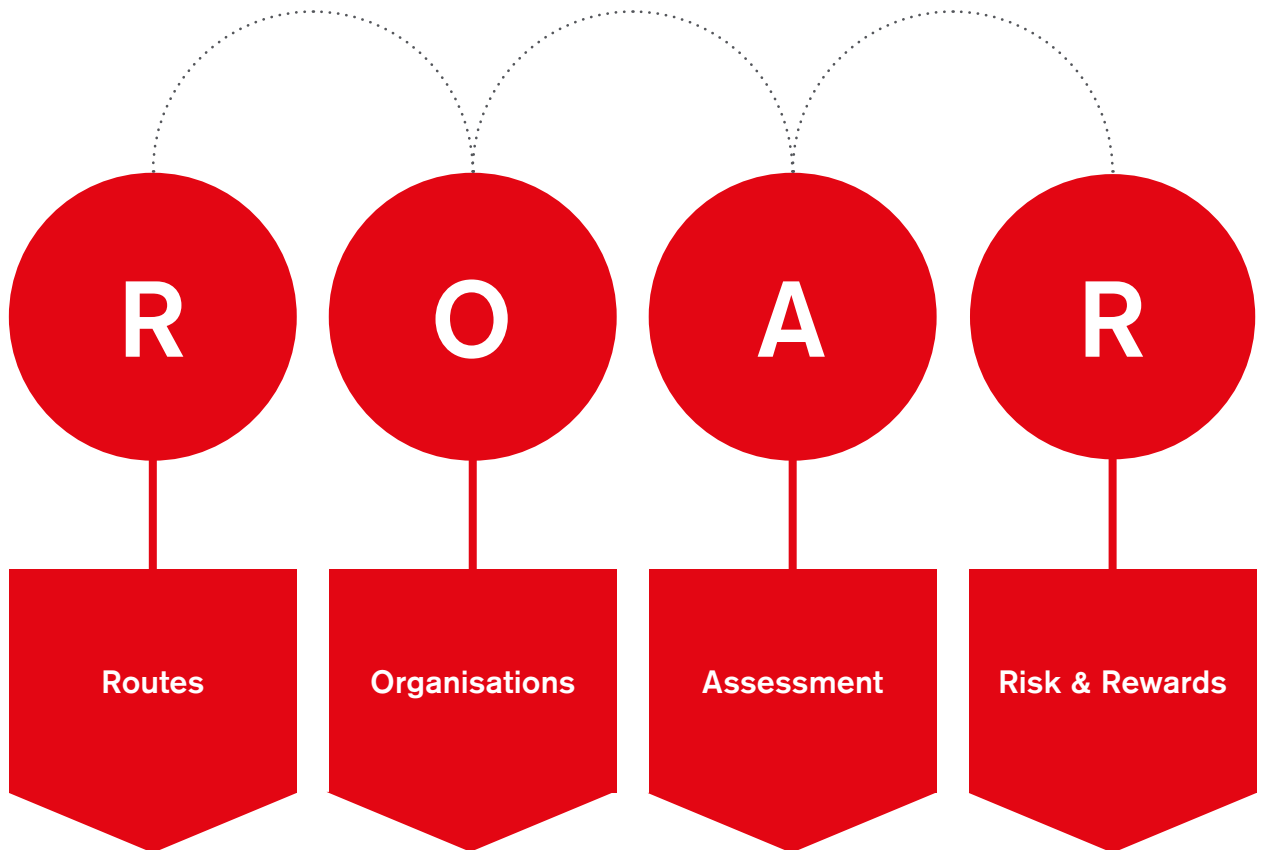 R
O
A
R
Routes
Organisations
Assessment
Risk & Rewards